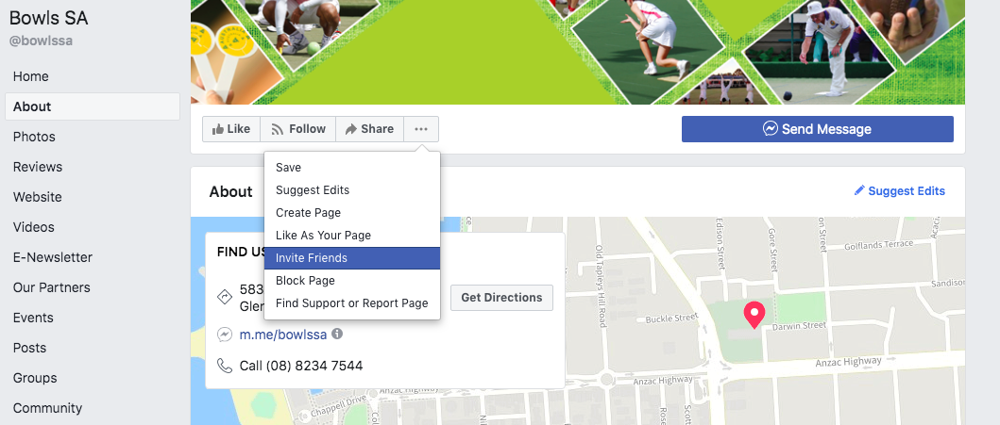 Bowls SA
@bowlssa
Home
About
Photos
Reviews
Website
Videos
E-Newsletter
Our Partners
Events
Posts
Groups
Community
Like
Follow
Share
Send Message
Save
Suggest Edits
Create Page
Like As Your Page
Invite Friends
Block Page
Find Support or Report Page
About
Suggest Edits
FIND US
583
Get Directions
m.me/bowlssa
Call (08) 8234 7544
Old Tapleys Hill Road
Edison Street
Gore Street
Golflands Terrace
Buckle Street
Darwin Street
Anzac Highway
Anzac Highway
Anzac Highway
Chappell Drive